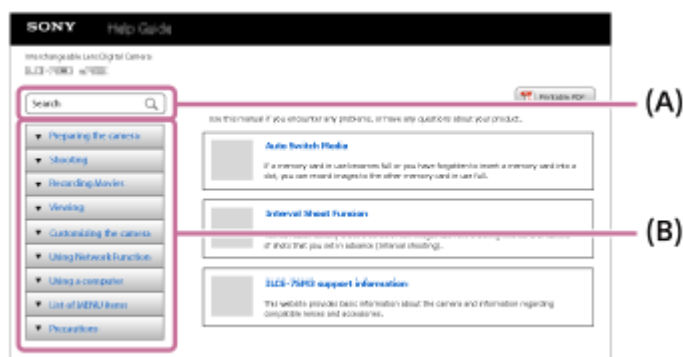 SONY Help Guide
Interchangeable Lens Digital Camera
Search
(A)
Printable PDF
Use this manual if you encounter any problems, or have any questions about your product.
Preparing the camera
Shooting
Recording Movies
Viewing
Customizing the camera
Using Network Function
Using a computer
List of MENU items
Precautions
(B)
Auto Switch Media
If a memory card in use becomes full or you have forgotten to insert a memory card into a
slot, you can record images to the other memory card in use full.
Interval Shoot Funcion
of shots that you set in advance (Interval shooting).
support information
This website provides basic information about the camera and information regarding
compatible lenses and accessories.